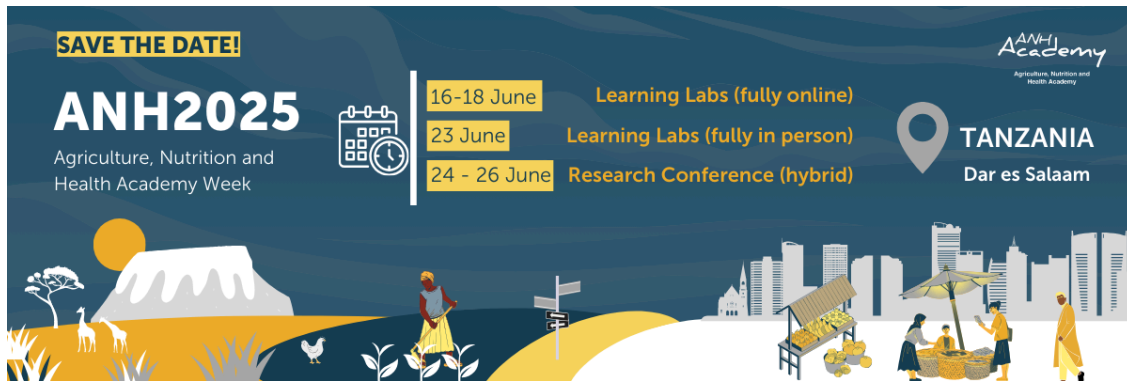 SAVE THE DATE!
ANH2025
Agriculture, Nutrition and
Health Academy Week
16-18 June Learning Labs (fully online)
23 June Learning Labs (fully in person)
24 - 26 June Research Conference (hybrid)
TANZANIA
Dar es Salaam
ANH
Academy
Agriculture, Nutrition and
Health Academy